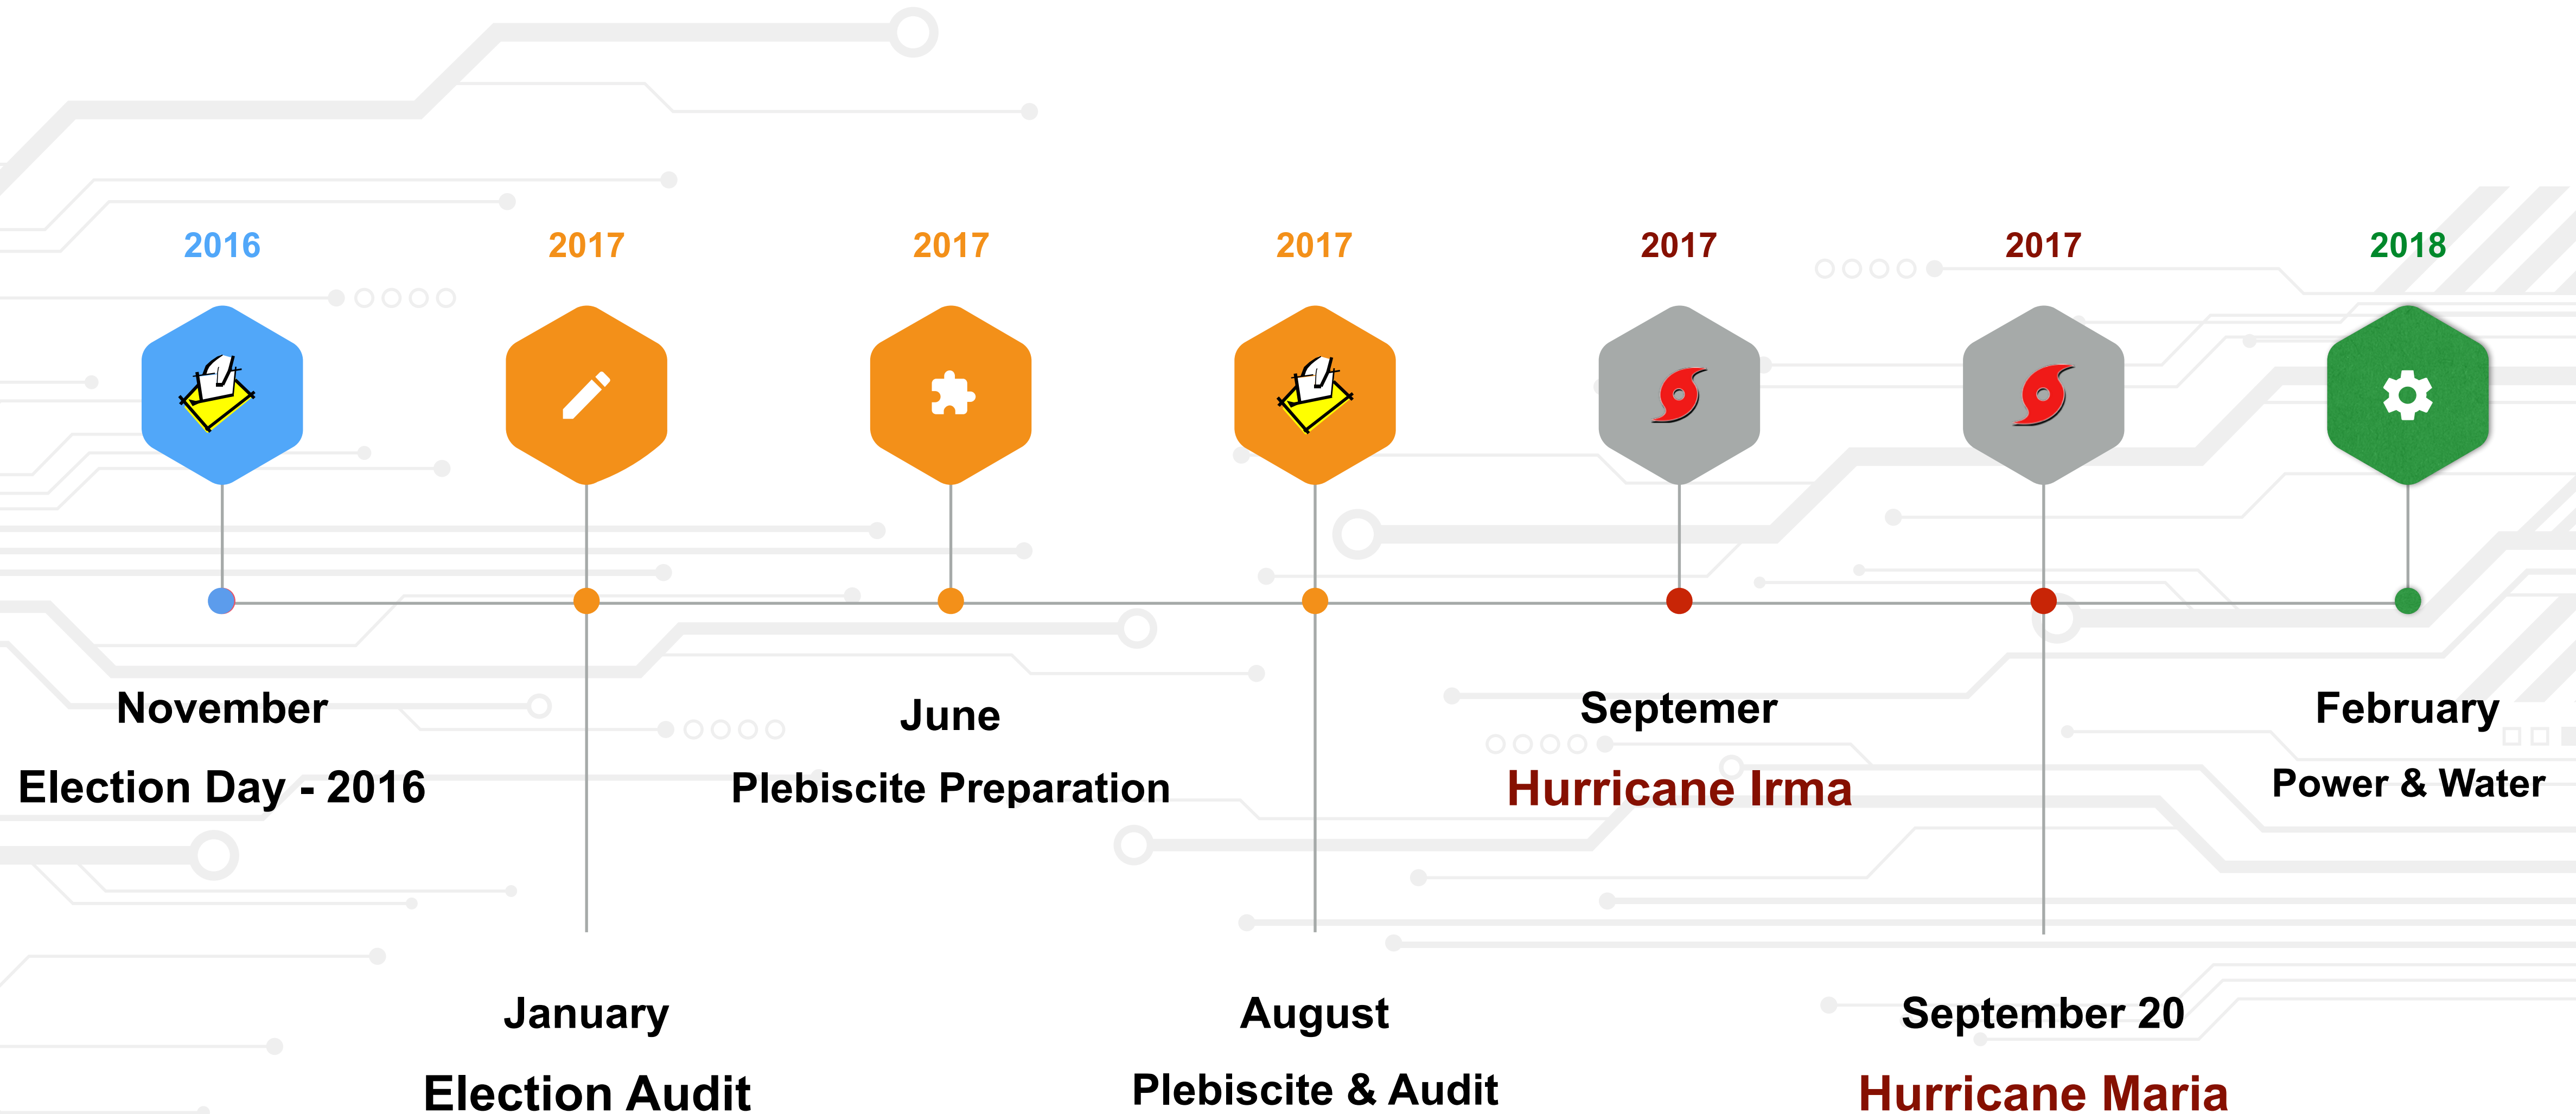 2016
2017
2017
2017
2017
2017
2018
November
Election Day - 2016
January
Election Audit
June
Plebiscite Preparation
August
Plebiscite & Audit
Septemer
Hurricane Irma
September 20
Hurricane Maria
February
Power & Water